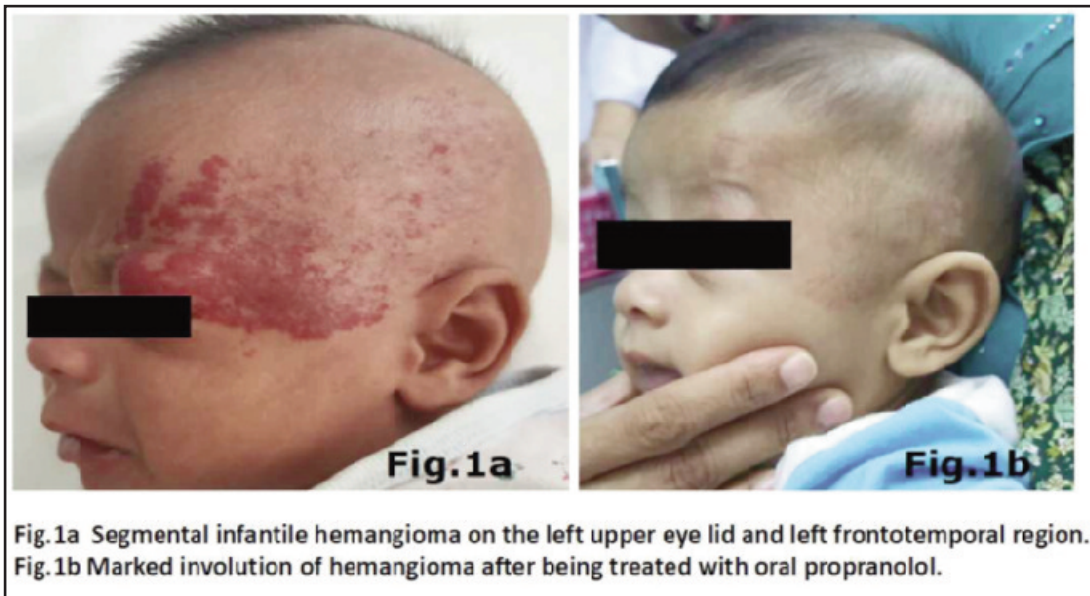 Fig.1a Fig.1b
Fig.1a Segmental infantile hemangioma on the left upper eye lid and left frontotemporal region.
Fig.1b Marked involution of hemangioma after being treated with oral propranolol.